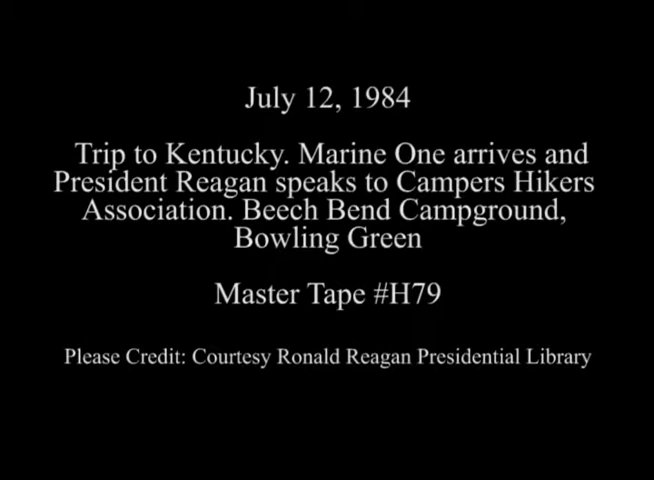 July 12, 1984
Trip to Kentucky. Marine One arrives and
President Reagan speaks to Campers Hikers
Association. Beech Bend Campground,
Bowling Green
Master Tape #H79
Please Credit: Courtesy Ronald Reagan Presidential Library